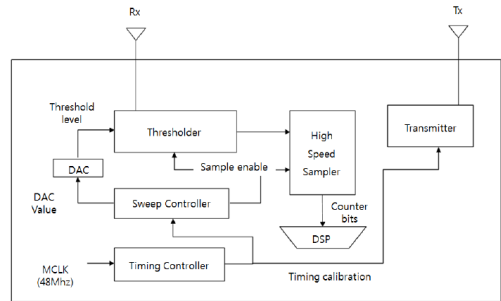 Rx
Tx
Threshold
level
Thresholder
High
Speed
Sampler
Transmitter
DAC
Sample enable
DAC
Value
Sweep Controller
Counter
bits
DSP
MCLK
(48Mhz)
Timing Controller
Timing calibration